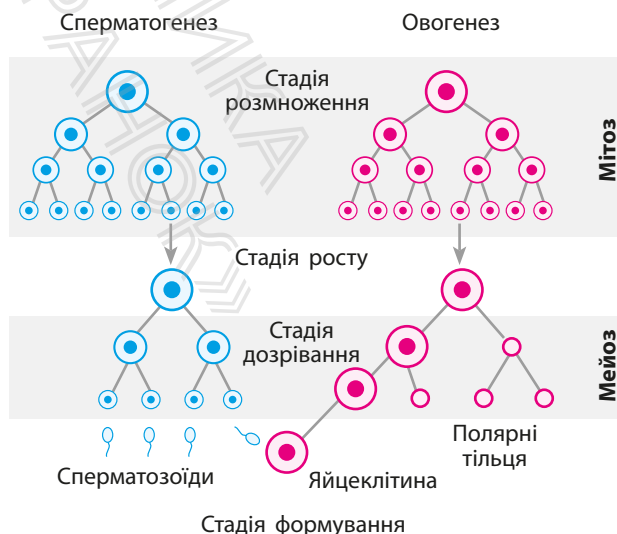 Сперматогенез
Овогенез
Стадія
розмноження
Мітоз
Стадія росту
Стадія
дозрівання
Мейоз
Сперматозоїди
Яйцеклітина
Полярні
тільця
Стадія формування